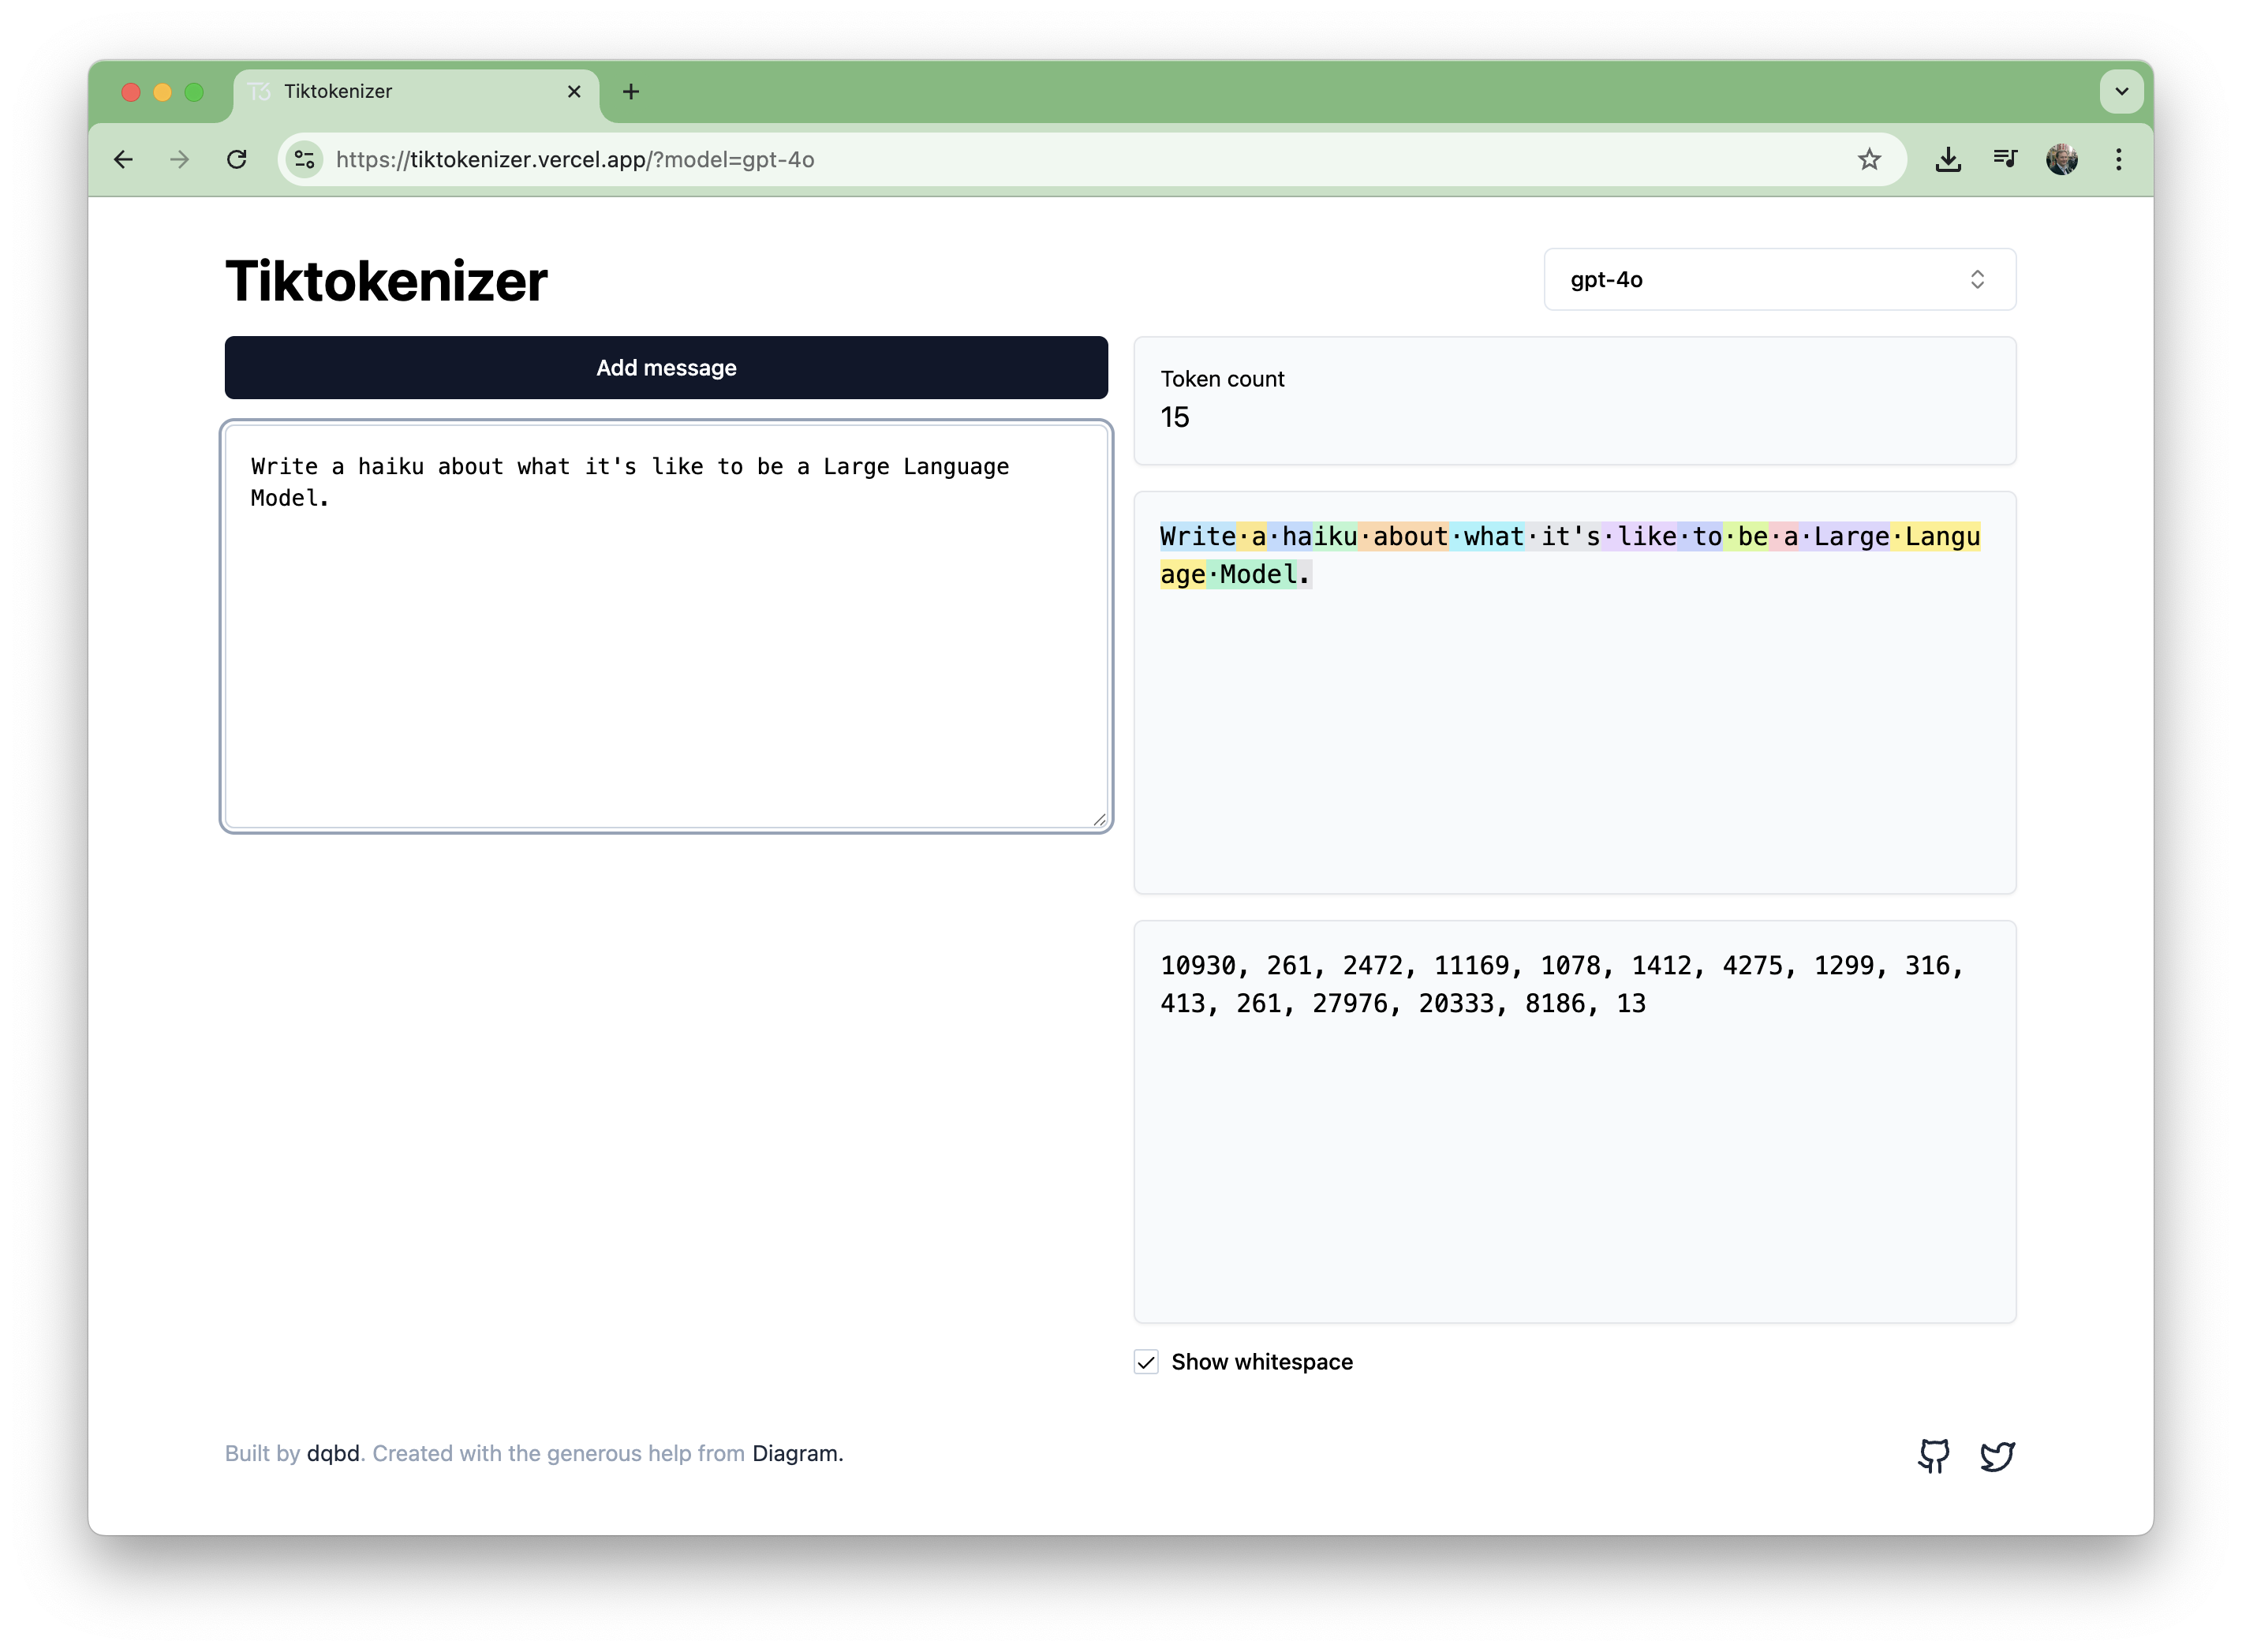 Tiktokenizer
https://tiktokenizer.vercel.app/?model=gpt-4o
Tiktokenizer
gpt-4o
Add message
Write a haiku about what it's like to be a Large Language
Model.
Token count
15
Write·a·haiku·about·what·it's·like·to·be·a·Large·Langu
age·Model.
10930, 261, 2472, 11169, 1078, 1412, 4275, 1299, 316,
413, 261, 27976, 20333, 8186, 13
Show whitespace
Built by dqbd. Created with the generous help from Diagram.